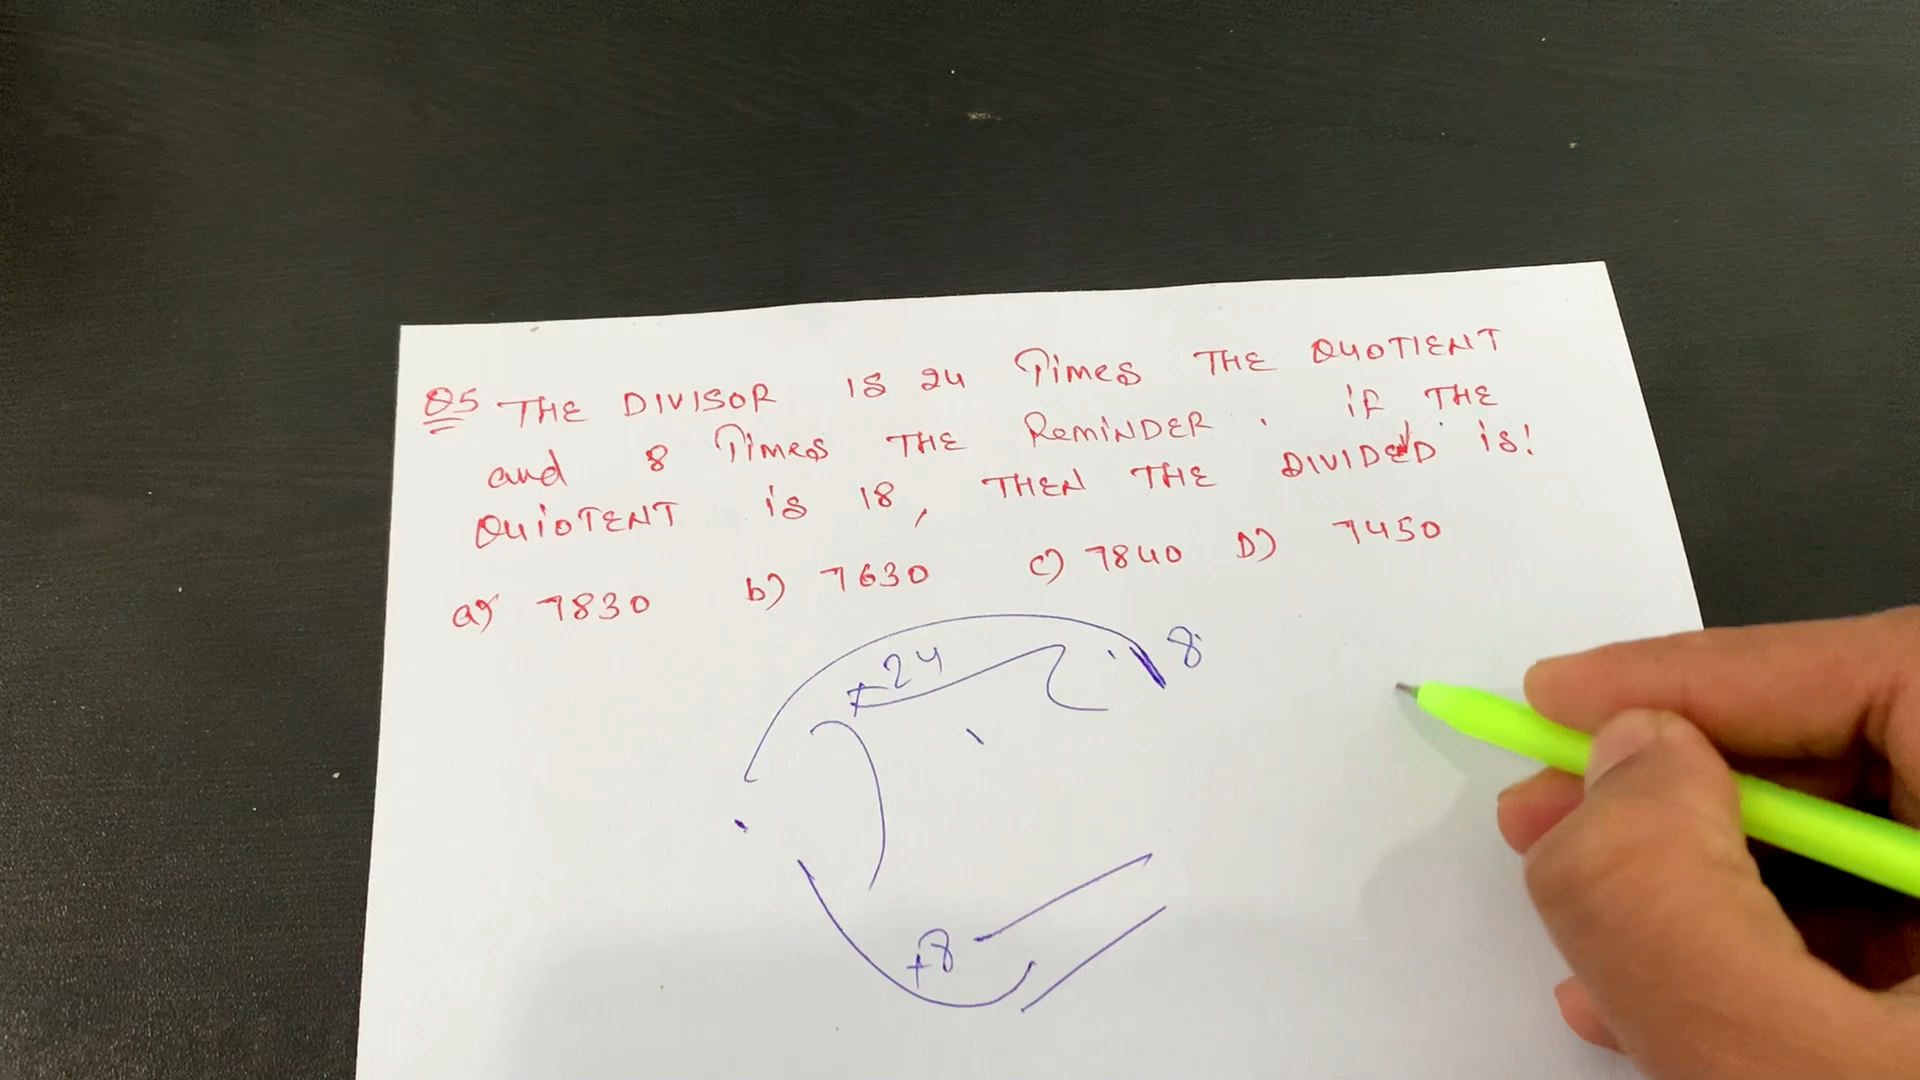 Q5 THE DIVISOR IS 24 Times THE QUOTIENT
and 8 Times THE ReMiNDER. if THE
QUiOTENT is 18, THEN THE DIVIDED is!
a) 7830 b) 7630 c) 7840 D) 7450
×24 8
+8